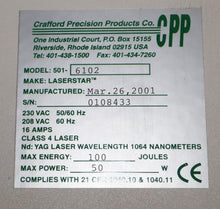 Crafford Precision Products Co.
CPP
One Industrial Court, P.O. Box 15155
Riverside, Rhode Island 02915 USA
Tel: 401-438-1500 Fax: 401-434-7260
MODEL: 501- 6102
MAKE: LASERSTAR™
MANUFACTURED: Mar.26,2001
SERIAL NO: 0108433
230 VAC 50/60 HZ
208 VAC 60 HZ
16 AMPS
CLASS 4 LASER
Nd: YAG LASER WAVELENGTH 1064 NANOMETERS
MAX ENERGY: 100 JOULES
MAX POWER: 50 W
COMPLIES WITH 21 CFR 1040.10 & 1040.11